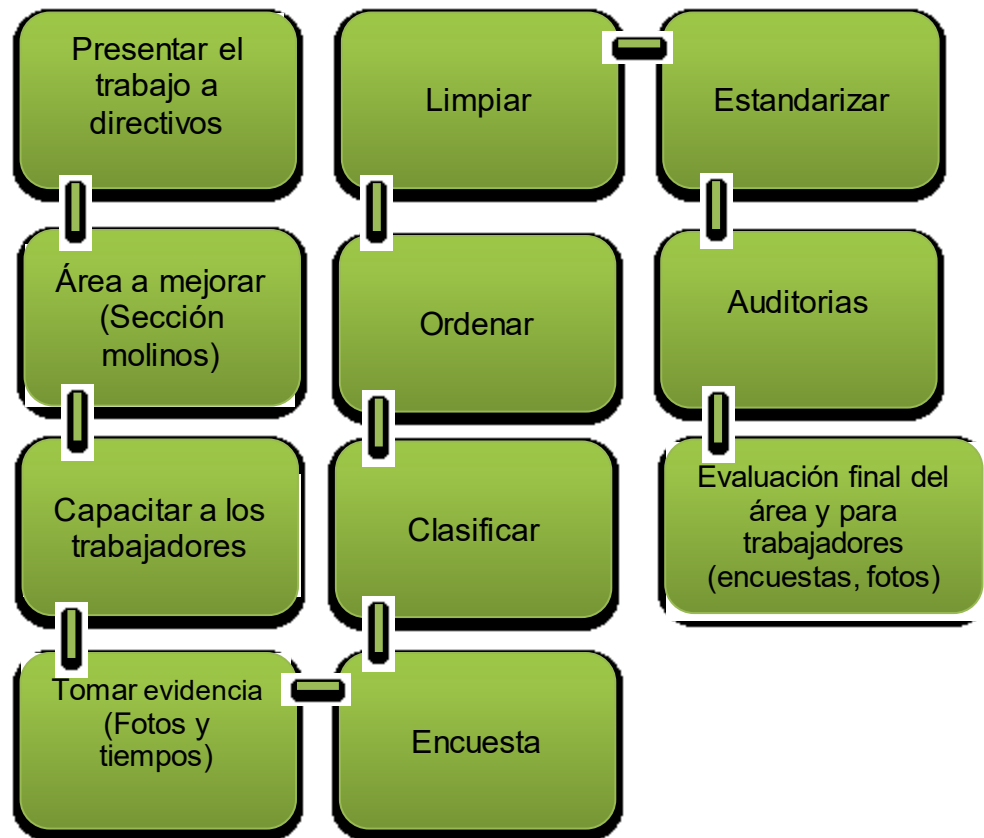 Presentar el
trabajo a
directivos
Área a mejorar
(Sección
molinos)
Capacitar a los
trabajadores
Tomar evidencia
(Fotos y
tiempos)
Encuesta
Clasificar
Ordenar
Limpiar
Estandarizar
Auditorias
Evaluación final del
área y para
trabajadores
(encuestas, fotos)